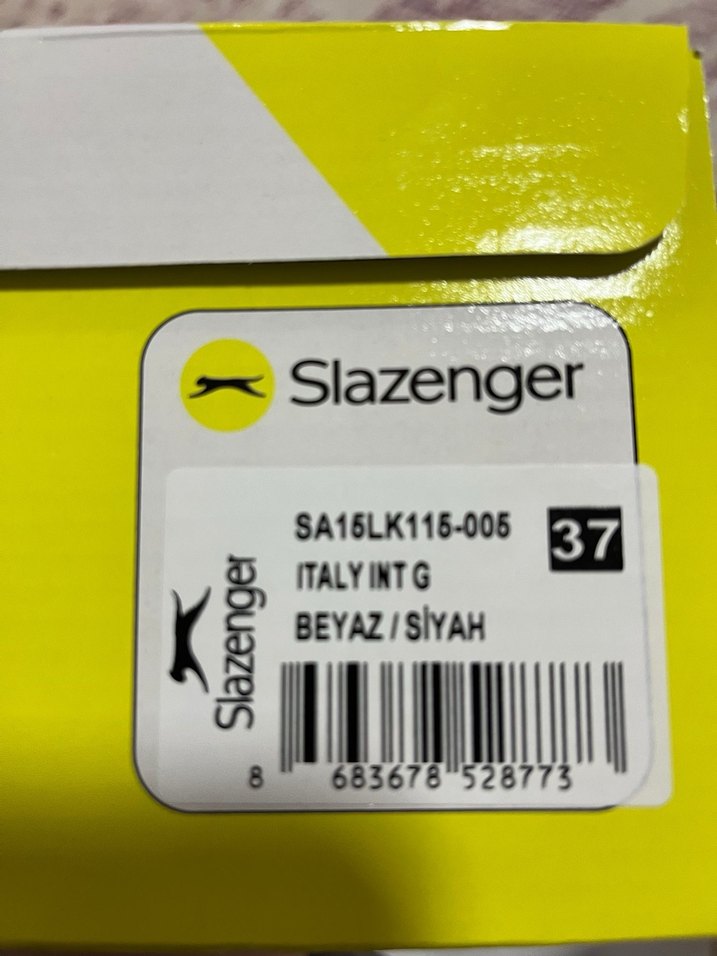 Slazenger
SA15LK115-005
37
ITALY INT G
BEYAZ / SİYAH
Slazenger
8 683678 528773